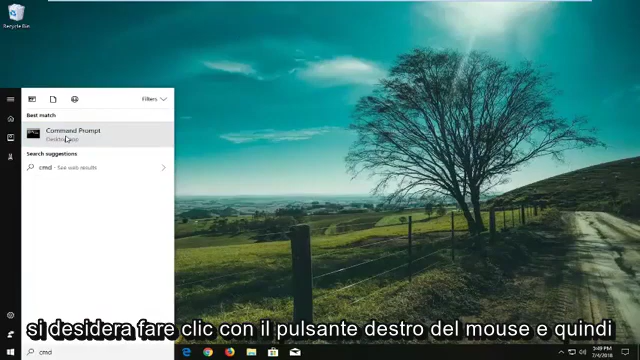 Recycle Bin
Filters
Best match
Command Prompt
Desktop app
Search suggestions
cmd - See web results
si desidera fare clic con il pulsante destro del mouse e quindi
cmd
3:49 PM
7/4/2018